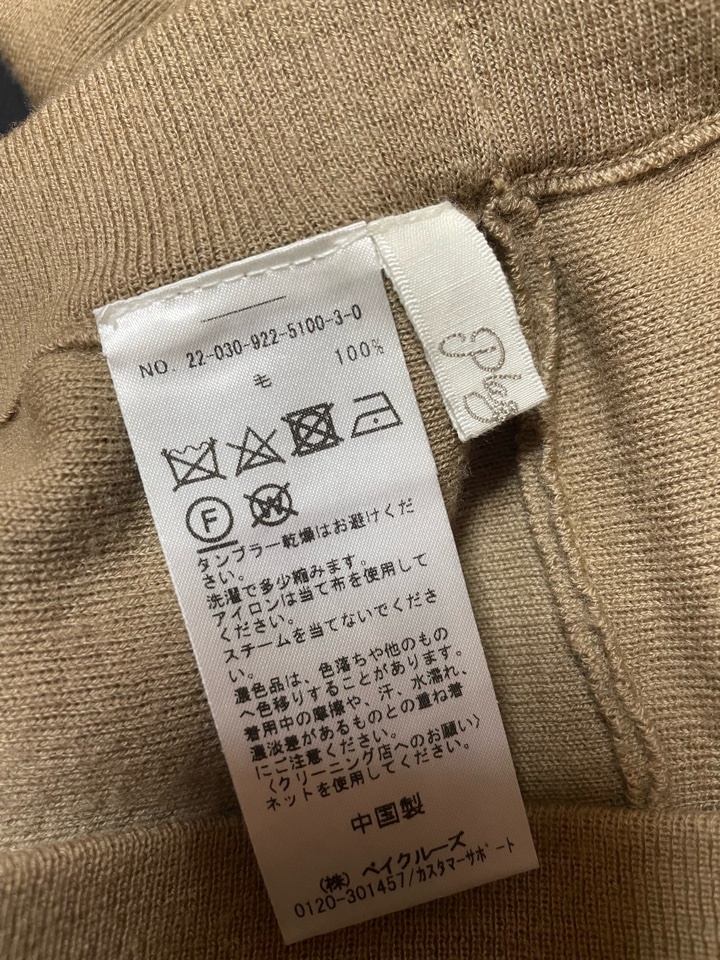 NO. 22-030-922-5100-3-0
毛 100%
F W
タンブラー乾燥はお避けくだ
さい。
洗濯で多少縮みます。
アイロンは当て布を使用して
ください。
スチームを当てないでくださ
い。
濃色品は、色落ちや他のもの
へ色移りすることがあります。
着用中の摩擦や、汗、水濡れ、
濃淡差があるものとの重ね着
にご注意ください。
〈クリーニング店へのお願い〉
ネットを使用してください。
中国製
(株) ベイクルーズ
0120-301457/カスタマーサポート